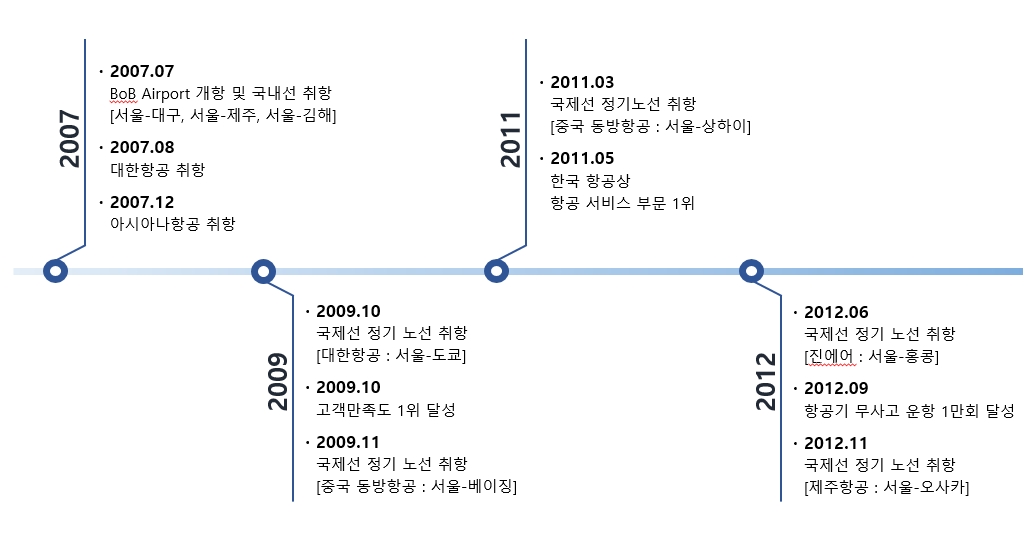 2007
· 2007.07
BoB Airport 개항 및 국내선 취항
[서울-대구, 서울-제주, 서울-김해]
· 2007.08
대한항공 취항
· 2007.12
아시아나항공 취항
2009
· 2009.10
국제선 정기 노선 취항
[대한항공 : 서울-도쿄]
· 2009.10
고객만족도 1위 달성
· 2009.11
국제선 정기 노선 취항
[중국 동방항공 : 서울-베이징]
2011
· 2011.03
국제선 정기노선 취항
[중국 동방항공 : 서울-상하이]
· 2011.05
한국 항공상
항공 서비스 부문 1위
2012
· 2012.06
국제선 정기 노선 취항
[진에어 : 서울-홍콩]
· 2012.09
항공기 무사고 운항 1만회 달성
· 2012.11
국제선 정기 노선 취항
[제주항공 : 서울-오사카]